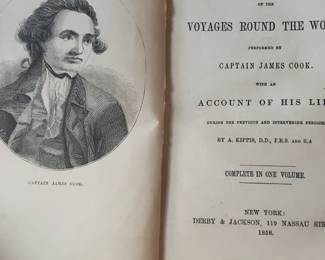 CAPTAIN JAMES COOK.
OF THE
VOYAGES ROUND THE WO
PERFORMED BY
CAPTAIN JAMES COOK.
WITH AN
ACCOUNT OF HIS LI
DURING THE PREVIOUS AND INTERVENING PERIODS
BY A. KIPPIS, D.D., F.R.S. AND S.A
COMPLETE IN ONE VOLUME.
NEW YORK:
DERBY & JACKSON, 119 NASSAU STR
1858.